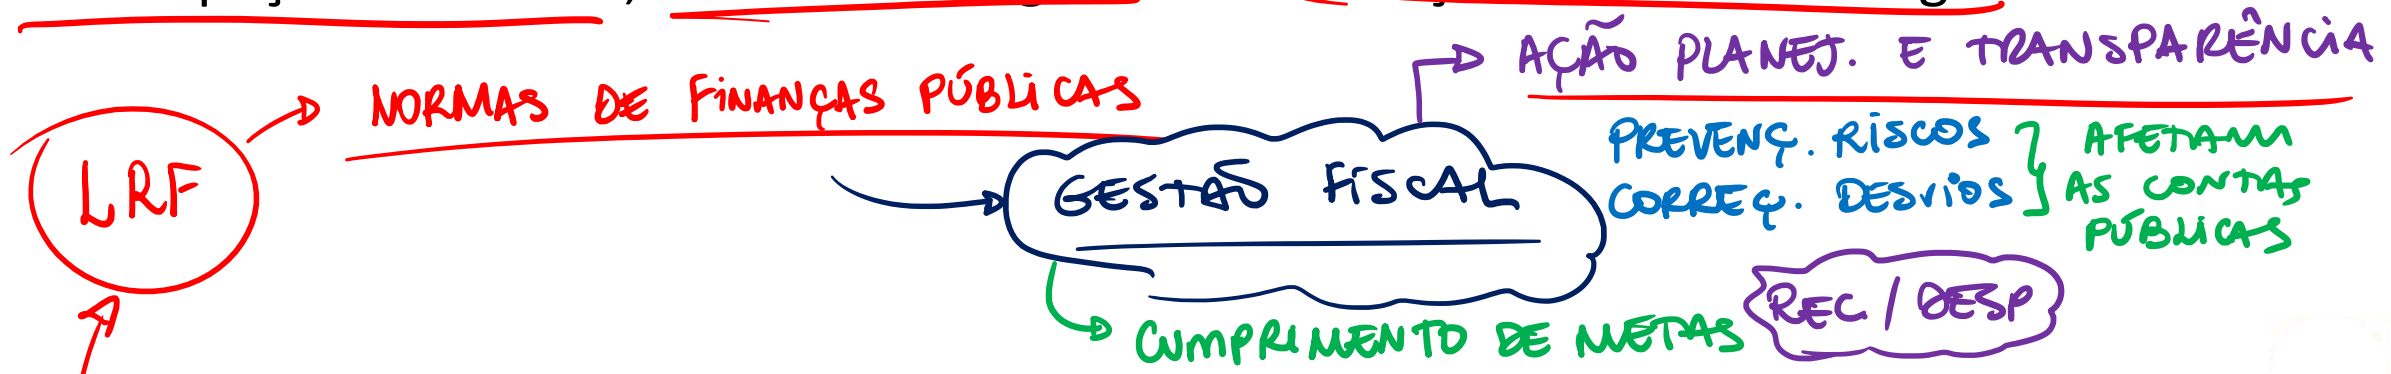 AÇÃO PLANEJ. E TRANSPARÊNCIA
NORMAS DE FINANÇAS PÚBLICAS
PREVENÇ. RISCOS } AFETAM
LRF
GESTÃO FISCAL
CORREÇ. DESVIOS AS CONTAS
PÚBLICAS
CUMPRIMENTO DE METAS
REC / DESP